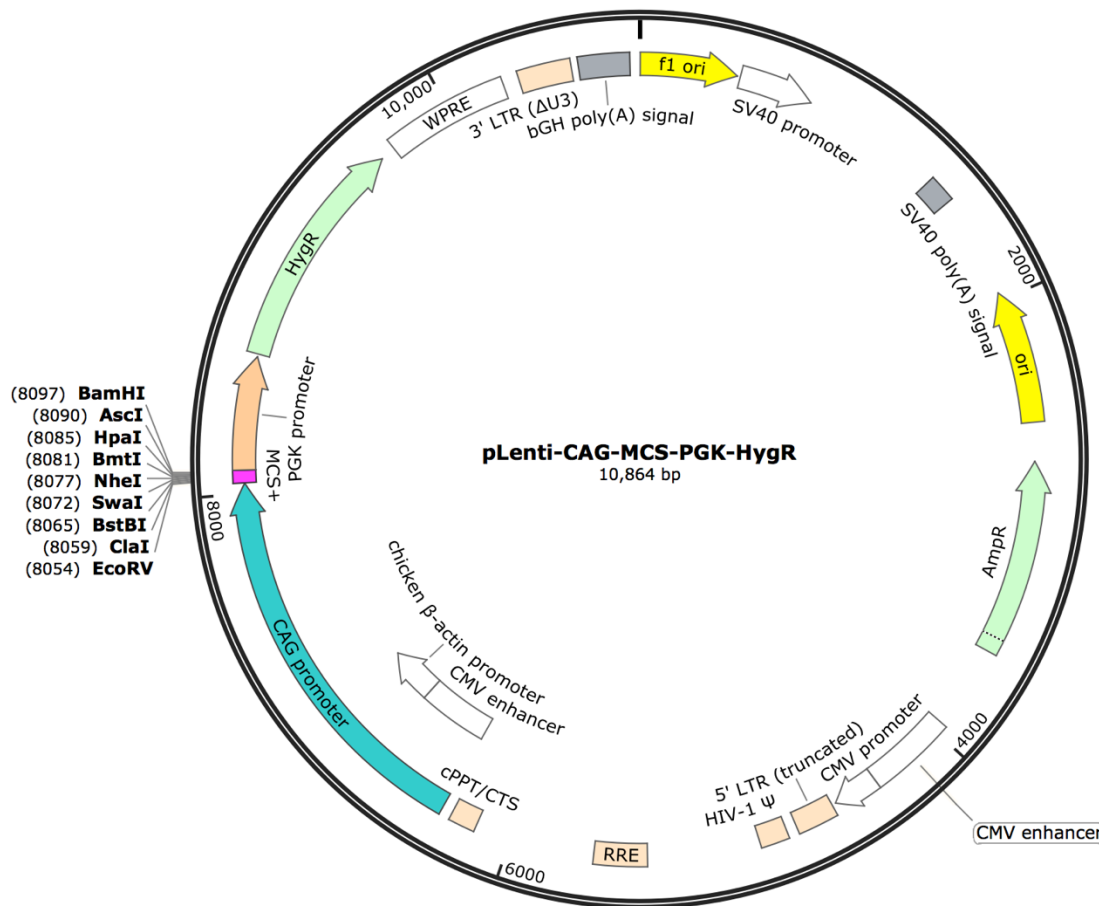 f1 ori
SV40 promoter
SV40 poly(A) signal
2000
ori
AmpR
4000
CMV enhancer
CMV promoter
5' LTR (truncated)
HIV-1 Ψ
RRE
6000
cPPT/CTS
CAG promoter
chicken β-actin promoter
CMV enhancer
8000
MCS+
PGK promoter
HygR
10,000
WPRE
3' LTR (ΔU3)
bGH poly(A) signal
(8097) BamHI
(8090) AscI
(8085) HpaI
(8081) BmtI
(8077) NheI
(8072) SwaI
(8065) BstBI
(8059) ClaI
(8054) EcoRV
pLenti-CAG-MCS-PGK-HygR
10,864 bp